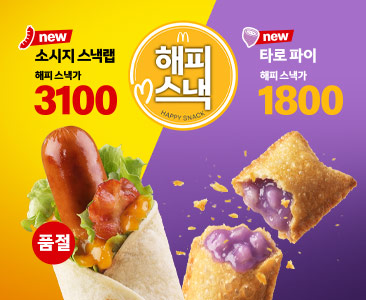 new
소시지 스낵랩
해피 스낵가
3100
해피
스낵
HAPPY SNACK
new
타로 파이
해피 스낵가
1800
품절